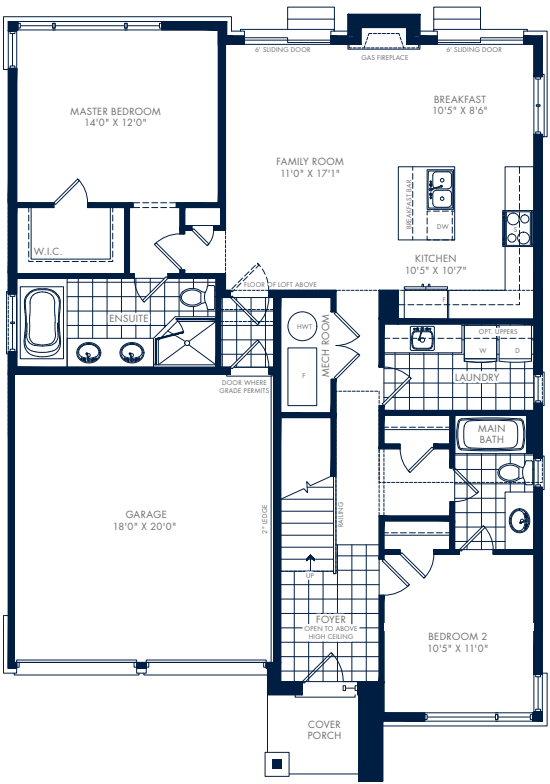 6' SLIDING DOOR
GAS FIREPLACE
6' SLIDING DOOR
MASTER BEDROOM
14'0" X 12'0"
BREAKFAST
10'5" X 8'6"
FAMILY ROOM
11'0" X 17'1"
BREAKFAST BAR
DW
S
W.I.C.
KITCHEN
10'5" X 10'7"
FLOOR OF LOFT ABOVE
F
ENSUITE
HWT
MECH ROOM
F
OPT. UPPERS
W
D
LAUNDRY
DOOR WHERE
GRADE PERMITS
MAIN
BATH
GARAGE
18'0" X 20'0"
2" LEDGE
RAILING
UP
FOYER
OPEN TO ABOVE
HIGH CEILING
BEDROOM 2
10'5" X 11'0"
COVER
PORCH